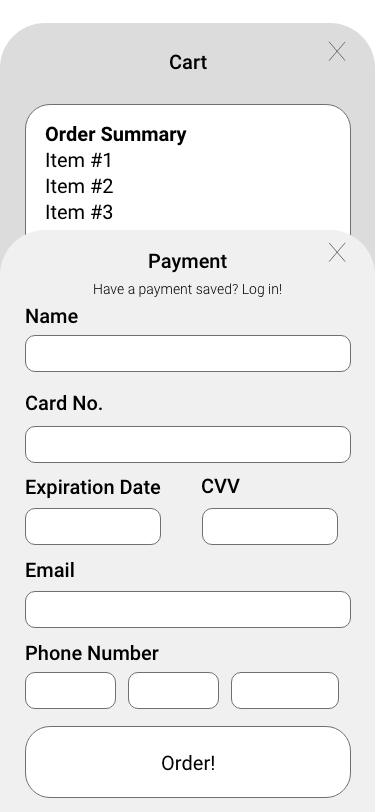 Cart
Order Summary
Item #1
Item #2
Item #3
Payment
Have a payment saved? Log in!
Name
Card No.
Expiration Date CVV
Email
Phone Number
Order!